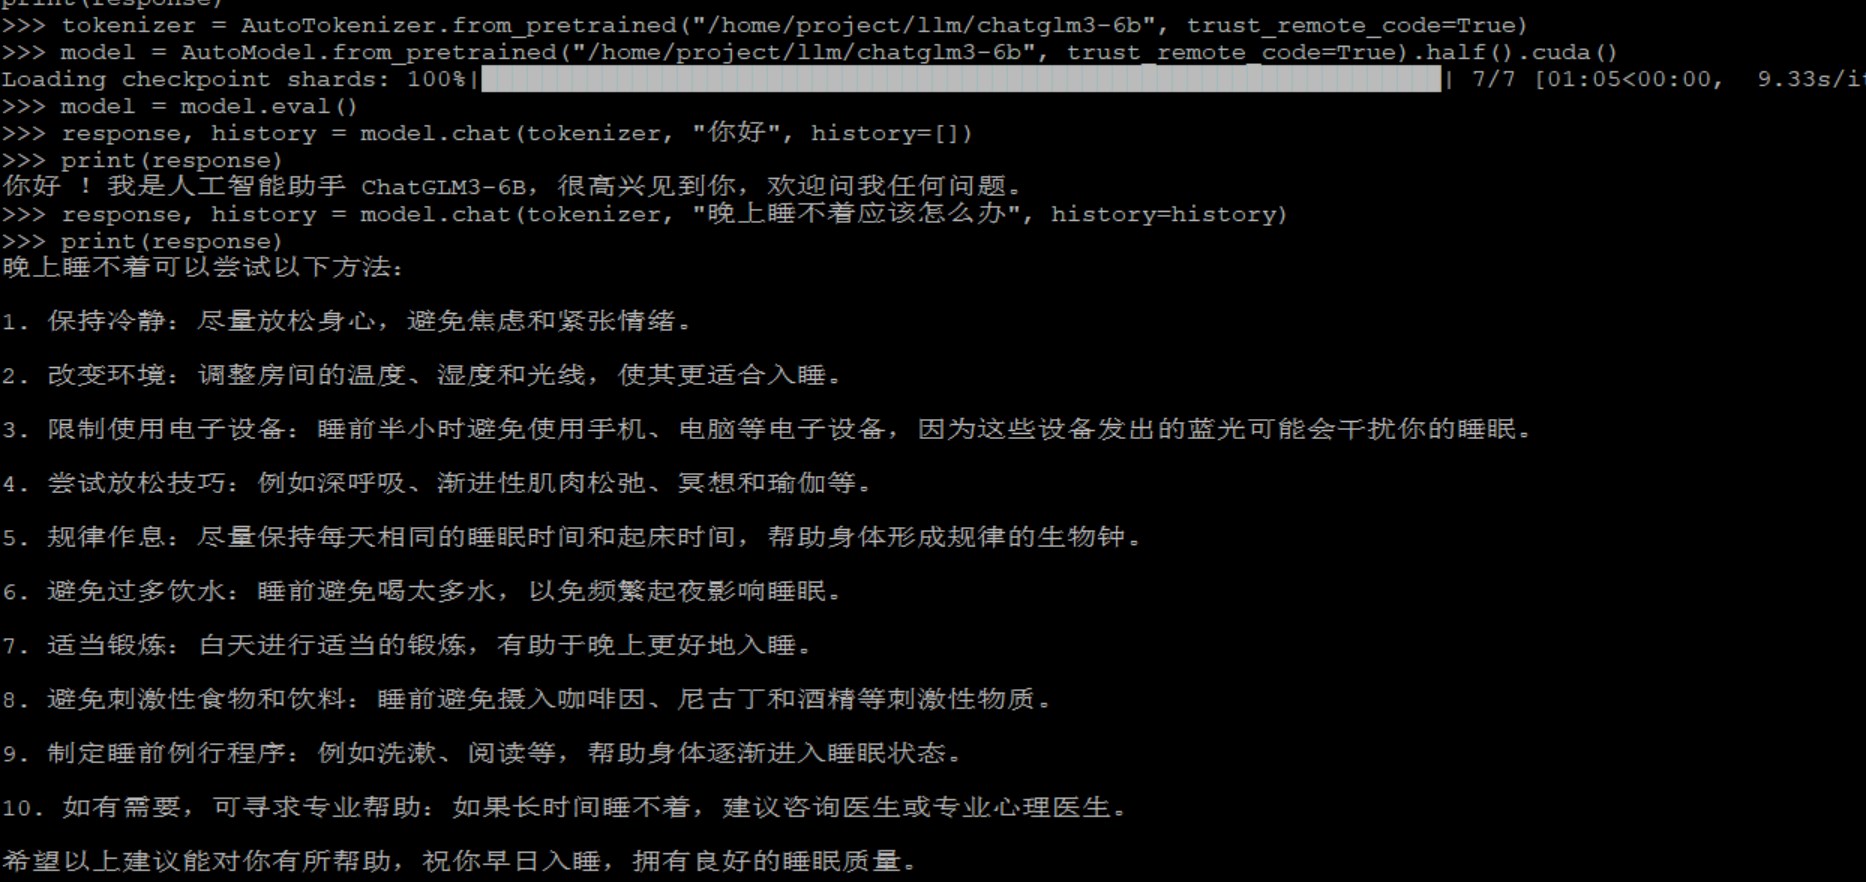 print(response)
>>> tokenizer = AutoTokenizer.from_pretrained("/home/project/llm/chatglm3-6b", trust_remote_code=True)
>>> model = AutoModel.from_pretrained("/home/project/llm/chatglm3-6b", trust_remote_code=True).half().cuda()
Loading checkpoint shards: 100%|██████████| 7/7 [01:05<00:00,  9.33s/it
>>> model = model.eval()
>>> response, history = model.chat(tokenizer, "你好", history=[])
>>> print(response)
你好 ！我是人工智能助手 ChatGLM3-6B，很高兴见到你，欢迎问我任何问题。
>>> response, history = model.chat(tokenizer, "晚上睡不着应该怎么办", history=history)
>>> print(response)
晚上睡不着可以尝试以下方法：
1. 保持冷静：尽量放松身心，避免焦虑和紧张情绪。
2. 改变环境：调整房间的温度、湿度和光线，使其更适合入睡。
3. 限制使用电子设备：睡前半小时避免使用手机、电脑等电子设备，因为这些设备发出的蓝光可能会干扰你的睡眠。
4. 尝试放松技巧：例如深呼吸、渐进性肌肉松弛、冥想和瑜伽等。
5. 规律作息：尽量保持每天相同的睡眠时间和起床时间，帮助身体形成规律的生物钟。
6. 避免过多饮水：睡前避免喝太多水，以免频繁起夜影响睡眠。
7. 适当锻炼：白天进行适当的锻炼，有助于晚上更好地入睡。
8. 避免刺激性食物和饮料：睡前避免摄入咖啡因、尼古丁和酒精等刺激性物质。
9. 制定睡前例行程序：例如洗漱、阅读等，帮助身体逐渐进入睡眠状态。
10. 如有需要，可寻求专业帮助：如果长时间睡不着，建议咨询医生或专业心理医生。
希望以上建议能对你有所帮助，祝你早日入睡，拥有良好的睡眠质量。